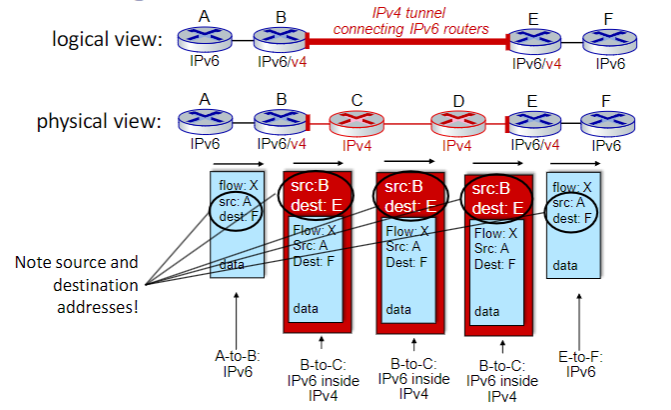 A
B
IPv4 tunnel
connecting IPv6 routers
E
F
logical view:
IPv6
IPv6/v4
IPv6/v4
IPv6
A
B
C
D
E
F
physical view:
IPv6
IPv6/v4
IPv4
IPv4
IPv6/v4
IPv6
flow: X
src: A
dest: F
data
src:B
dest: E
Flow: X
Src: A
Dest: F
data
src:B
dest: E
Flow: X
Src: A
Dest: F
data
src:B
dest: E
Flow: X
Src: A
Dest: F
data
flow: X
src: A
dest: F
data
Note source and
destination
addresses!
A-to-B:
IPv6
B-to-C:
IPv6 inside
IPv4
B-to-C:
IPv6 inside
IPv4
B-to-C:
IPv6 inside
IPv4
E-to-F:
IPv6